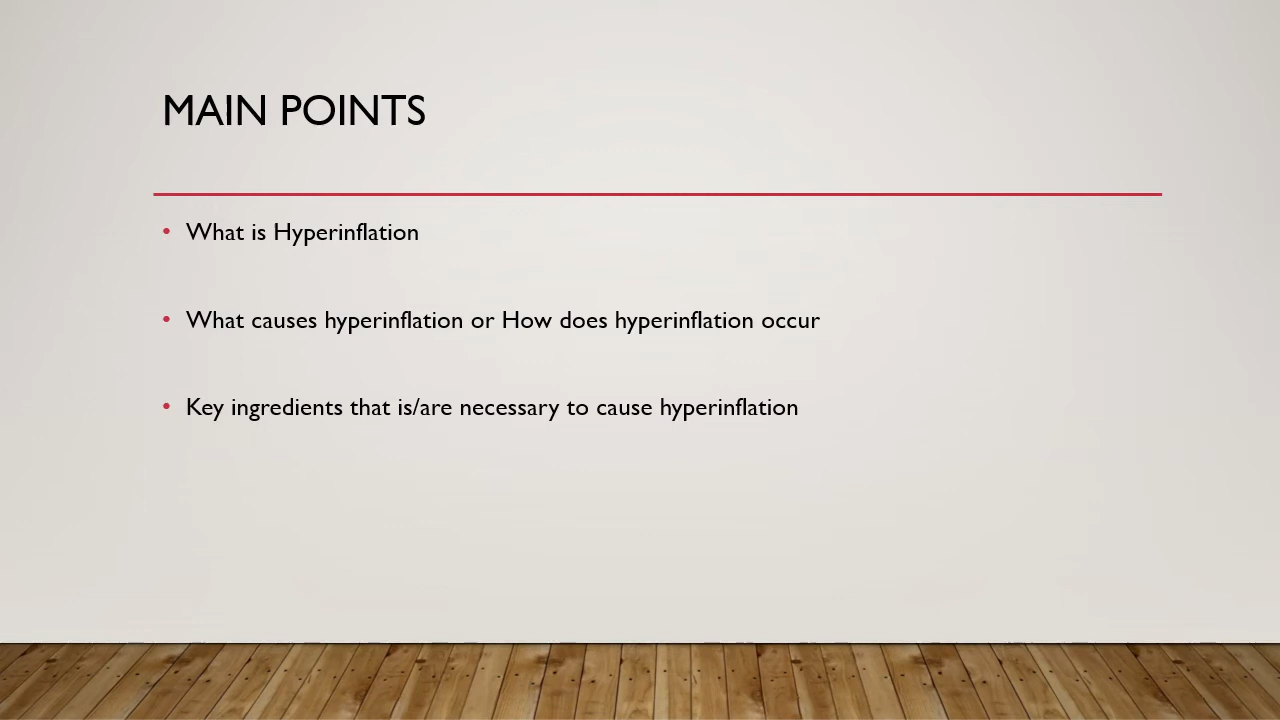 MAIN POINTS
• What is Hyperinflation
• What causes hyperinflation or How does hyperinflation occur
• Key ingredients that is/are necessary to cause hyperinflation